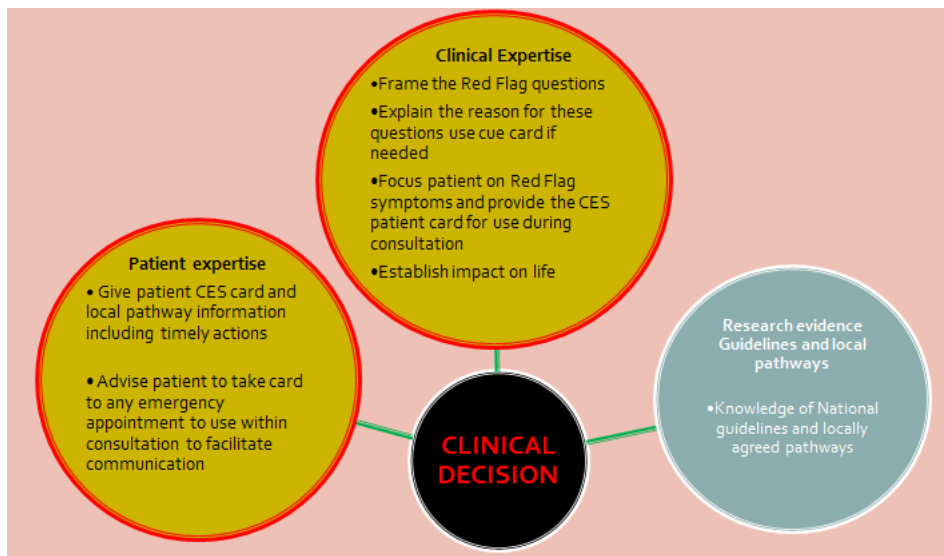 Clinical Expertise
•Frame the Red Flag questions
•Explain the reason for these
questions use cue card if
needed
•Focus patient on Red Flag
symptoms and provide the CES
patient card for use during
consultation
•Establish impact on life
Patient expertise
• Give patient CES card and
local pathway information
including timely actions
• Advise patient to take card
to any emergency
appointment to use within
consultation to facilitate
communication
Research evidence
Guidelines and local
pathways
•Knowledge of National
guidelines and locally
agreed pathways
CLINICAL
DECISION